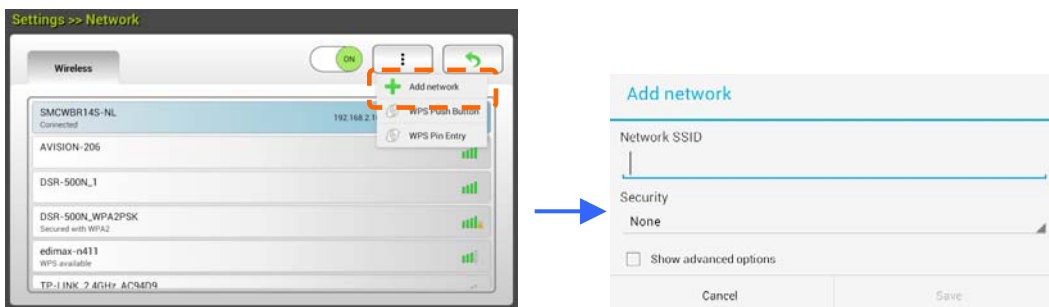 Settings >> Network
Wireless
ON
Add network
WPS Push Button
WPS Pin Entry
SMCWBR14S-NL
Connected
192.168.2.1
AVISION-206
DSR-500N_1
DSR-500N_WPA2PSK
Secured with WPA2
edimax-n411
WPS available
TP-LINK_2.4GHz_AC94D9
Add network
Network SSID
Security
None
Show advanced options
Cancel
Save